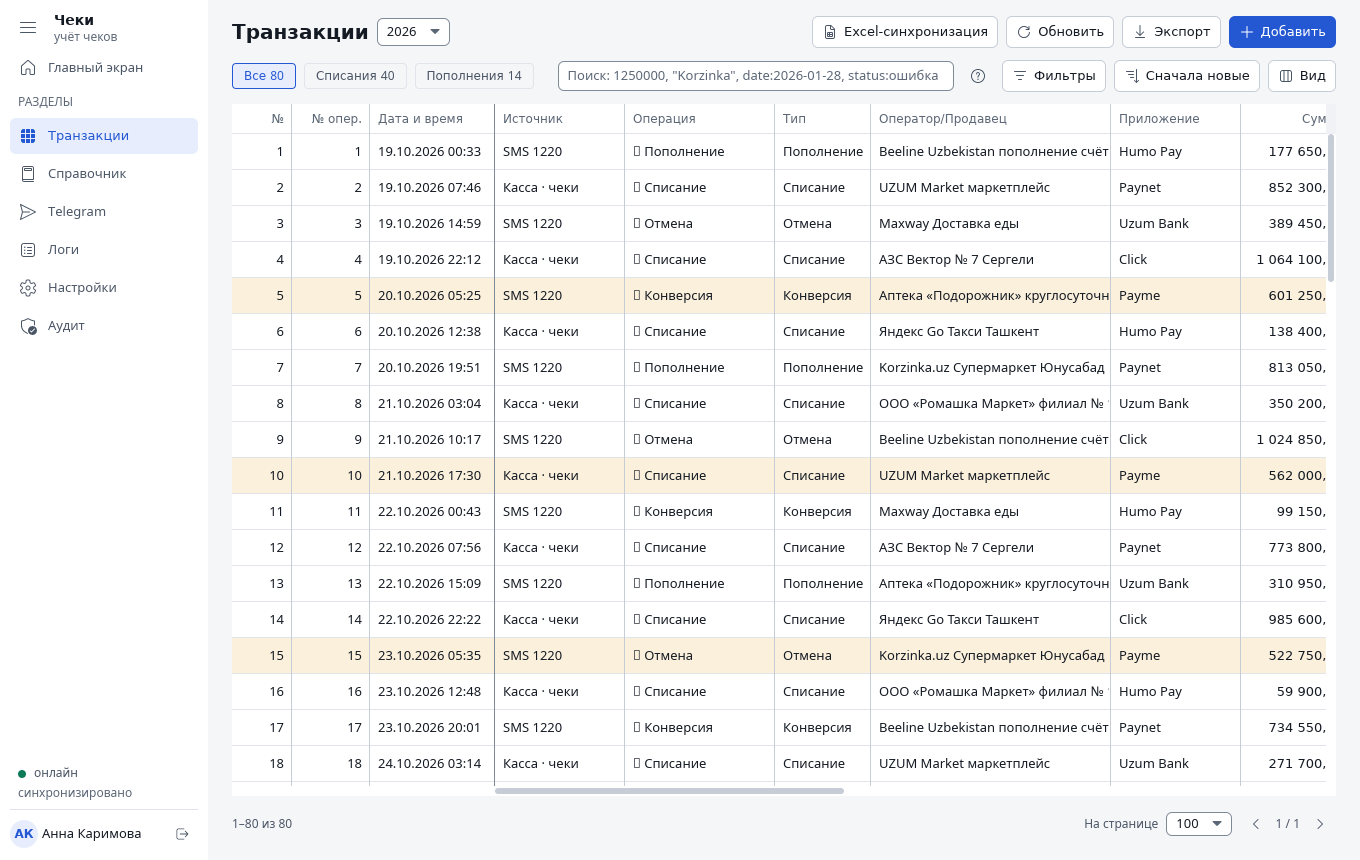 Чеки
учёт чеков
Главный экран
РАЗДЕЛЫ
Транзакции
Справочник
Telegram
Логи
Настройки
Аудит
онлайн
синхронизировано
АК Анна Каримова
Транзакции 2026 Excel-синхронизация Обновить Экспорт Добавить
Все 80 Списания 40 Пополнения 14 Поиск: 1250000, "Korzinka", date:2026-01-28, status:ошибка Фильтры Сначала новые Вид
№ № опер. Дата и время Источник Операция Тип Оператор/Продавец Приложение Сум
1 1 19.10.2026 00:33 SMS 1220 Пополнение Пополнение Beeline Uzbekistan пополнение счёт Humo Pay 177 650,
2 2 19.10.2026 07:46 Касса · чеки Списание Списание UZUM Market маркетплейс Paynet 852 300,
3 3 19.10.2026 14:59 SMS 1220 Отмена Отмена Maxway Доставка еды Uzum Bank 389 450,
4 4 19.10.2026 22:12 Касса · чеки Списание Списание АЗС Вектор № 7 Сергели Click 1 064 100,
5 5 20.10.2026 05:25 SMS 1220 Конверсия Конверсия Аптека «Подорожник» круглосуточн Payme 601 250,
6 6 20.10.2026 12:38 Касса · чеки Списание Списание Яндекс Go Такси Ташкент Humo Pay 138 400,
7 7 20.10.2026 19:51 SMS 1220 Пополнение Пополнение Korzinka.uz Супермаркет Юнусабад Paynet 813 050,
8 8 21.10.2026 03:04 Касса · чеки Списание Списание ООО «Ромашка Маркет» филиал № Uzum Bank 350 200,
9 9 21.10.2026 10:17 SMS 1220 Отмена Отмена Beeline Uzbekistan пополнение счёт Click 1 024 850,
10 10 21.10.2026 17:30 Касса · чеки Списание Списание UZUM Market маркетплейс Payme 562 000,
11 11 22.10.2026 00:43 SMS 1220 Конверсия Конверсия Maxway Доставка еды Humo Pay 99 150,
12 12 22.10.2026 07:56 Касса · чеки Списание Списание АЗС Вектор № 7 Сергели Paynet 773 800,
13 13 22.10.2026 15:09 SMS 1220 Пополнение Пополнение Аптека «Подорожник» круглосуточн Uzum Bank 310 950,
14 14 22.10.2026 22:22 Касса · чеки Списание Списание Яндекс Go Такси Ташкент Click 985 600,
15 15 23.10.2026 05:35 SMS 1220 Отмена Отмена Korzinka.uz Супермаркет Юнусабад Payme 522 750,
16 16 23.10.2026 12:48 Касса · чеки Списание Списание ООО «Ромашка Маркет» филиал № Humo Pay 59 900,
17 17 23.10.2026 20:01 SMS 1220 Конверсия Конверсия Beeline Uzbekistan пополнение счёт Paynet 734 550,
18 18 24.10.2026 03:14 Касса · чеки Списание Списание UZUM Market маркетплейс Uzum Bank 271 700,
1–80 из 80 На странице 100 1 / 1